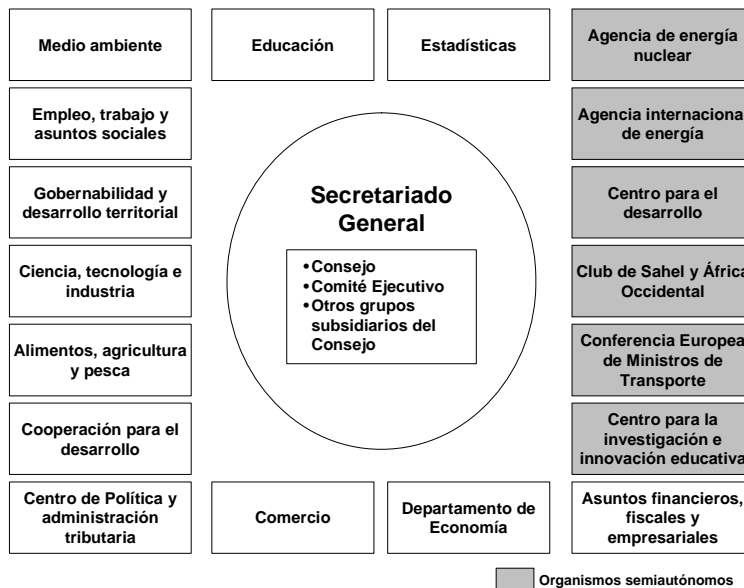 Medio ambiente
Educación
Estadísticas
Agencia de energía
nuclear
Empleo, trabajo y
asuntos sociales
Agencia internacional
de energía
Gobernabilidad y
desarrollo territorial
Secretariado
General
Centro para el
desarrollo
Ciencia, tecnología e
industria
•Consejo
•Comité Ejecutivo
•Otros grupos
subsidiarios del
Consejo
Club de Sahel y África
Occidental
Alimentos, agricultura
y pesca
Conferencia Europea
de Ministros de
Transporte
Cooperación para el
desarrollo
Centro para la
investigación e
innovación educativa
Centro de Política y
administración
tributaria
Comercio
Departamento de
Economía
Asuntos financieros,
fiscales y
empresariales
Organismos semiautónomos